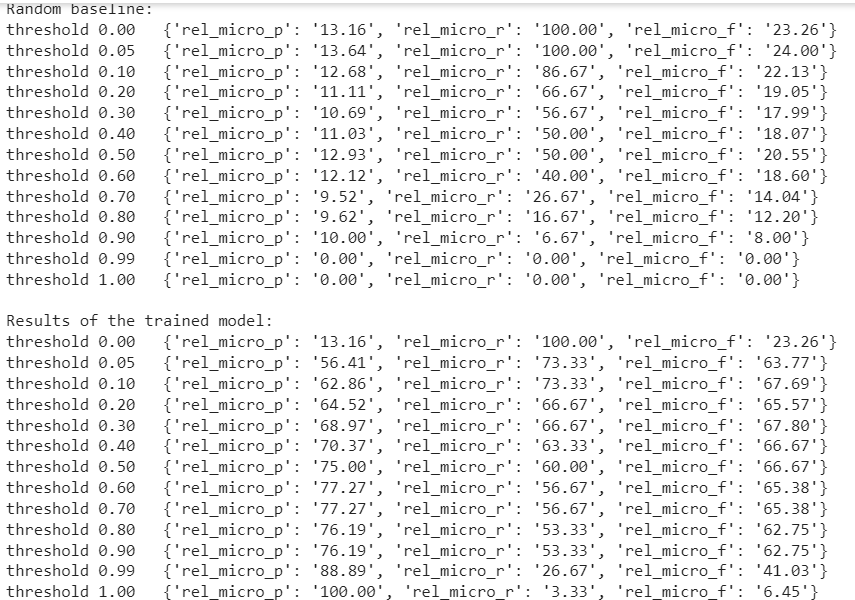 Random baseline:
threshold 0.00   {'rel_micro_p': '13.16', 'rel_micro_r': '100.00', 'rel_micro_f': '23.26'}
threshold 0.05   {'rel_micro_p': '13.64', 'rel_micro_r': '100.00', 'rel_micro_f': '24.00'}
threshold 0.10   {'rel_micro_p': '12.68', 'rel_micro_r': '86.67', 'rel_micro_f': '22.13'}
threshold 0.20   {'rel_micro_p': '11.11', 'rel_micro_r': '66.67', 'rel_micro_f': '19.05'}
threshold 0.30   {'rel_micro_p': '10.69', 'rel_micro_r': '56.67', 'rel_micro_f': '17.99'}
threshold 0.40   {'rel_micro_p': '11.03', 'rel_micro_r': '50.00', 'rel_micro_f': '18.07'}
threshold 0.50   {'rel_micro_p': '12.93', 'rel_micro_r': '50.00', 'rel_micro_f': '20.55'}
threshold 0.60   {'rel_micro_p': '12.12', 'rel_micro_r': '40.00', 'rel_micro_f': '18.60'}
threshold 0.70   {'rel_micro_p': '9.52', 'rel_micro_r': '26.67', 'rel_micro_f': '14.04'}
threshold 0.80   {'rel_micro_p': '9.62', 'rel_micro_r': '16.67', 'rel_micro_f': '12.20'}
threshold 0.90   {'rel_micro_p': '10.00', 'rel_micro_r': '6.67', 'rel_micro_f': '8.00'}
threshold 0.99   {'rel_micro_p': '0.00', 'rel_micro_r': '0.00', 'rel_micro_f': '0.00'}
threshold 1.00   {'rel_micro_p': '0.00', 'rel_micro_r': '0.00', 'rel_micro_f': '0.00'}

Results of the trained model:
threshold 0.00   {'rel_micro_p': '13.16', 'rel_micro_r': '100.00', 'rel_micro_f': '23.26'}
threshold 0.05   {'rel_micro_p': '56.41', 'rel_micro_r': '73.33', 'rel_micro_f': '63.77'}
threshold 0.10   {'rel_micro_p': '62.86', 'rel_micro_r': '73.33', 'rel_micro_f': '67.69'}
threshold 0.20   {'rel_micro_p': '64.52', 'rel_micro_r': '66.67', 'rel_micro_f': '65.57'}
threshold 0.30   {'rel_micro_p': '68.97', 'rel_micro_r': '66.67', 'rel_micro_f': '67.80'}
threshold 0.40   {'rel_micro_p': '70.37', 'rel_micro_r': '63.33', 'rel_micro_f': '66.67'}
threshold 0.50   {'rel_micro_p': '75.00', 'rel_micro_r': '60.00', 'rel_micro_f': '66.67'}
threshold 0.60   {'rel_micro_p': '77.27', 'rel_micro_r': '56.67', 'rel_micro_f': '65.38'}
threshold 0.70   {'rel_micro_p': '77.27', 'rel_micro_r': '56.67', 'rel_micro_f': '65.38'}
threshold 0.80   {'rel_micro_p': '76.19', 'rel_micro_r': '53.33', 'rel_micro_f': '62.75'}
threshold 0.90   {'rel_micro_p': '76.19', 'rel_micro_r': '53.33', 'rel_micro_f': '62.75'}
threshold 0.99   {'rel_micro_p': '88.89', 'rel_micro_r': '26.67', 'rel_micro_f': '41.03'}
threshold 1.00   {'rel_micro_p': '100.00', 'rel_micro_r': '3.33', 'rel_micro_f': '6.45'}